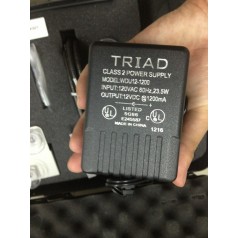 TRIAD
CLASS 2 POWER SUPPLY
MODEL:WDU12-1200
INPUT:120VAC 60Hz, 23.5W
OUTPUT:12VDC @1200mA
LISTED
MADE IN CHINA
1216